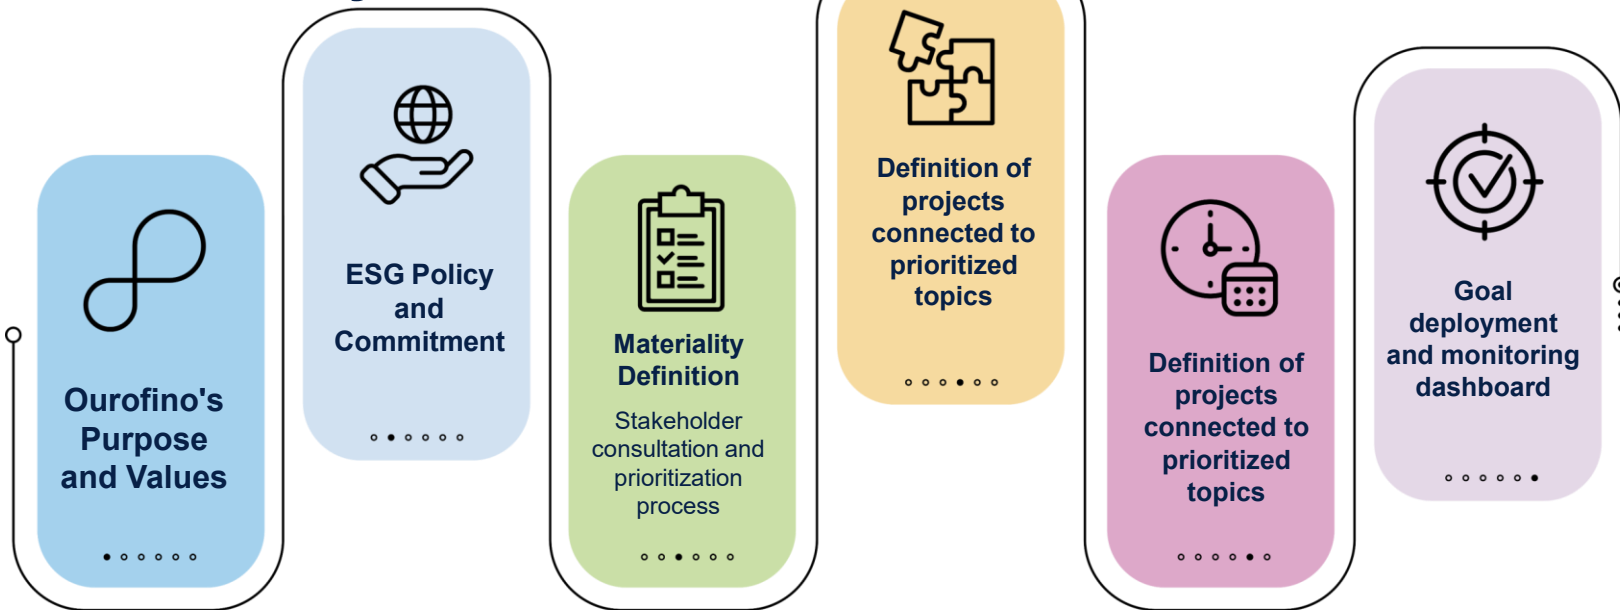 Ourofino's
Purpose
and Values
ESG Policy
and
Commitment
Materiality
Definition
Stakeholder
consultation and
prioritization
process
Definition of
projects
connected to
prioritized
topics
Definition of
projects
connected to
prioritized
topics
Goal
deployment
and monitoring
dashboard